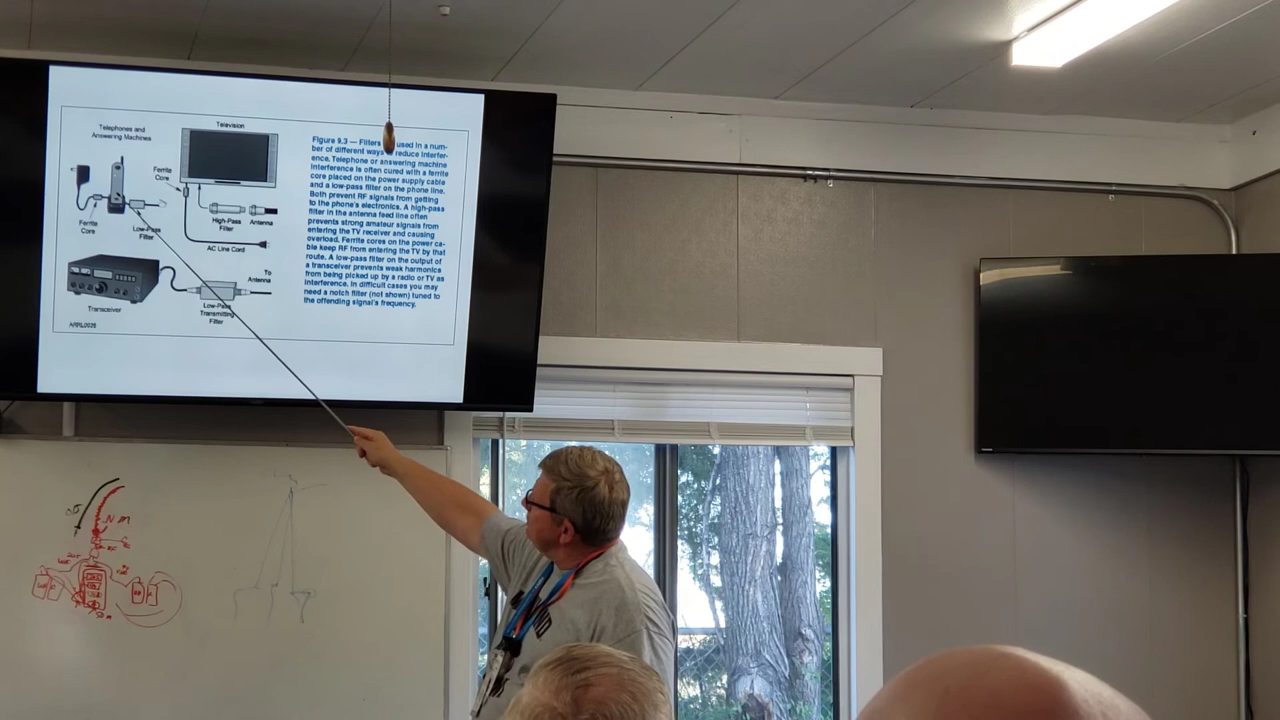 Telephones and
Answering Machines
Television
Ferrite
Core
High-Pass
Filter
Antenna
Ferrite
Core
Low-Pass
Filter
AC Line Cord
To
Antenna
Low-Pass
Transmitting
Filter
Transceiver
ARRL0035
Figure 9.3 — Filters used in a num-
ber of different ways reduce interfer-
ence. Telephone or answering machine
interference is often cured with a ferrite
core placed on the power supply cable
and a low-pass filter on the phone line.
Both prevent RF signals from getting
to the phone's electronics. A high-pass
filter in the antenna feed line often
prevents strong amateur signals from
entering the TV receiver and causing
overload. Ferrite cores on the power ca-
ble keep RF from entering the TV by that
route. A low-pass filter on the output of
a transceiver prevents weak harmonics
from being picked up by a radio or TV as
interference. In difficult cases you may
need a notch filter (not shown) tuned to
the offending signal's frequency.